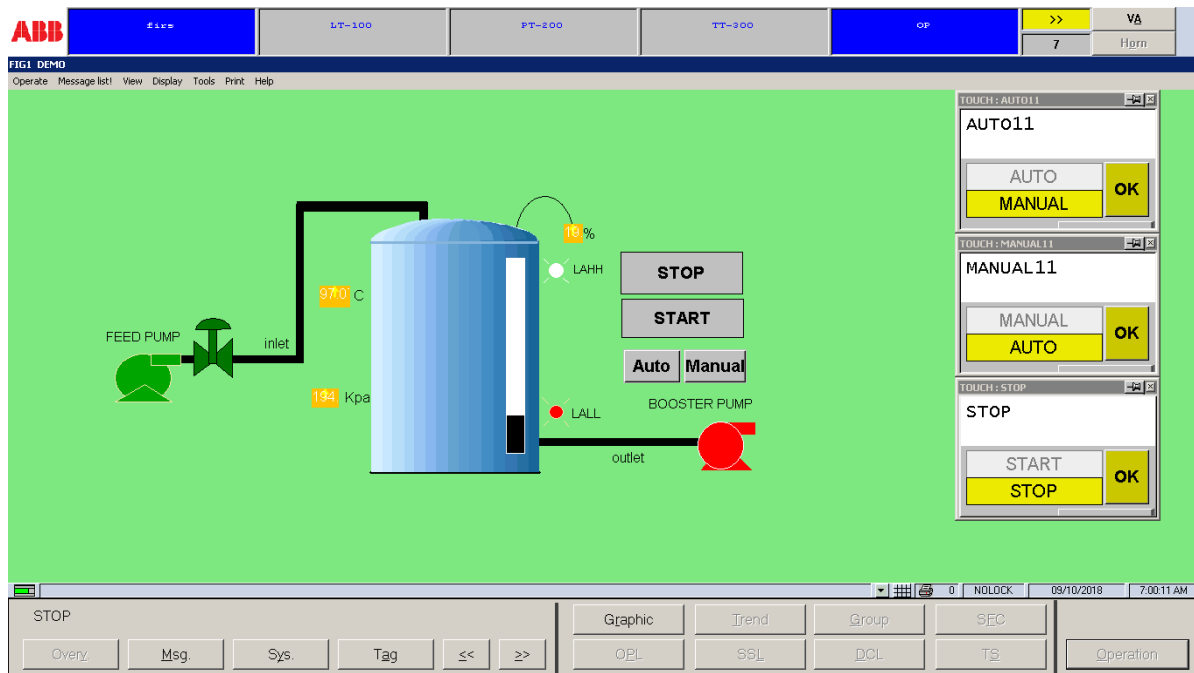 ABB
firs LT-100 PT-200 TT-300 OP >> VA
7 Horn
FIG1 DEMO
Operate Message list! View Display Tools Print Help
TOUCH : AUTO11
AUTO11
AUTO
MANUAL
OK
TOUCH : MANUAL11
MANUAL11
MANUAL
AUTO
OK
TOUCH : STOP
STOP
START
STOP
OK
19 %
LAHH
STOP
START
C
Auto Manual
FEED PUMP
inlet
194. Kpa
BOOSTER PUMP
LALL
outlet
0 NOLOCK 09/10/2018 7:00:11 AM
STOP
Graphic Trend Group SFC
Overv. Msg. Sys. Tag << >> OPL SSL DCL TS Operation